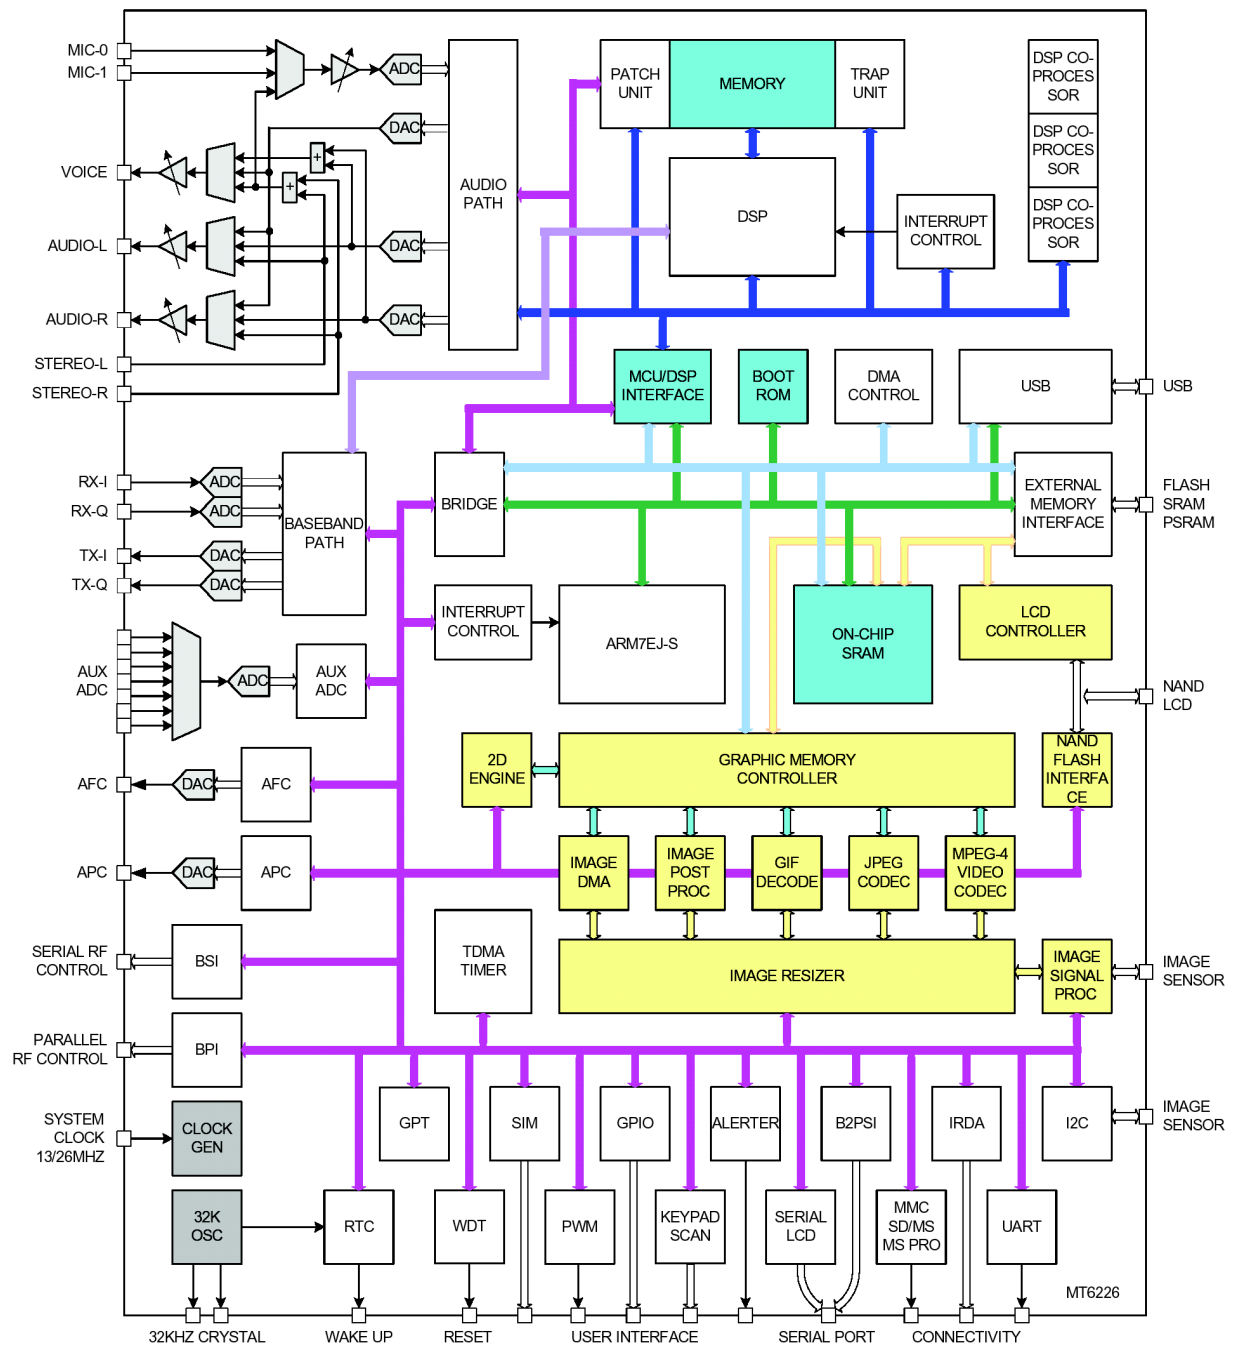 MIC-0
MIC-1
VOICE
AUDIO-L
AUDIO-R
STEREO-L
STEREO-R
ADC
DAC
+
+
DAC
DAC
AUDIO
PATH
PATCH
UNIT
MEMORY
TRAP
UNIT
DSP CO-
PROCES
SOR
DSP CO-
PROCES
SOR
DSP CO-
PROCES
SOR
DSP
INTERRUPT
CONTROL
MCU/DSP
INTERFACE
BOOT
ROM
DMA
CONTROL
USB
USB
RX-I
RX-Q
TX-I
TX-Q
ADC
ADC
DAC
DAC
BASEBAND
PATH
BRIDGE
EXTERNAL
MEMORY
INTERFACE
FLASH
SRAM
PSRAM
INTERRUPT
CONTROL
ARM7EJ-S
ON-CHIP
SRAM
LCD
CONTROLLER
AUX
ADC
ADC
AUX
ADC
NAND
LCD
AFC
DAC
AFC
2D
ENGINE
GRAPHIC MEMORY
CONTROLLER
NAND
FLASH
INTERFA
CE
APC
DAC
APC
IMAGE
DMA
IMAGE
POST
PROC
GIF
DECODE
JPEG
CODEC
MPEG-4
VIDEO
CODEC
SERIAL RF
CONTROL
BSI
TDMA
TIMER
IMAGE RESIZER
IMAGE
SIGNAL
PROC
IMAGE
SENSOR
PARALLEL
RF CONTROL
BPI
SYSTEM
CLOCK
13/26MHZ
CLOCK
GEN
GPT
SIM
GPIO
ALERTER
B2PSI
IRDA
I2C
IMAGE
SENSOR
32K
OSC
RTC
WDT
PWM
KEYPAD
SCAN
SERIAL
LCD
MMC
SD/MS
MS PRO
UART
MT6226
32KHZ CRYSTAL
WAKE UP
RESET
USER INTERFACE
SERIAL PORT
CONNECTIVITY